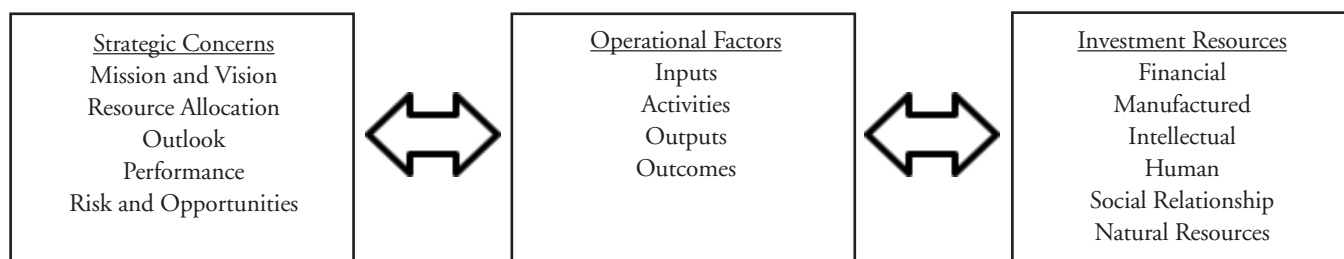 Strategic Concerns
Mission and Vision
Resource Allocation
Outlook
Performance
Risk and Opportunities
Operational Factors
Inputs
Activities
Outputs
Outcomes
Investment Resources
Financial
Manufactured
Intellectual
Human
Social Relationship
Natural Resources